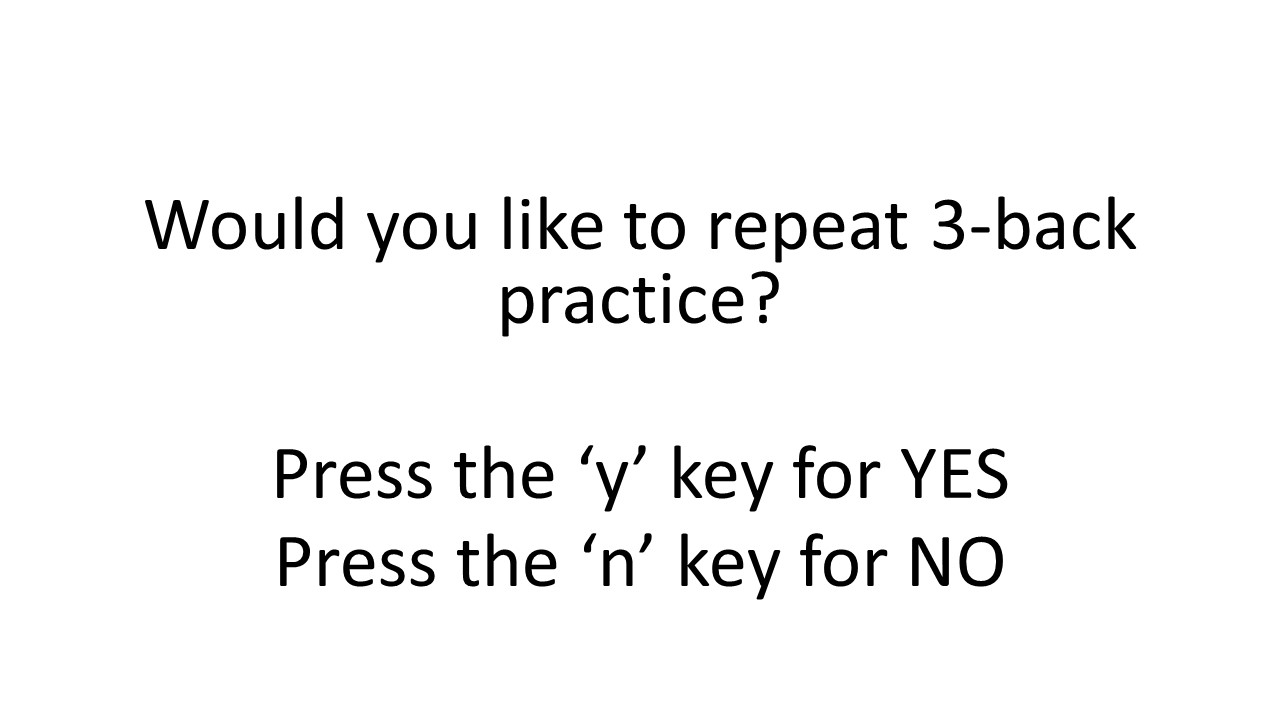 Would you like to repeat 3-back
practice?
Press the ‘y’ key for YES
Press the ‘n’ key for NO